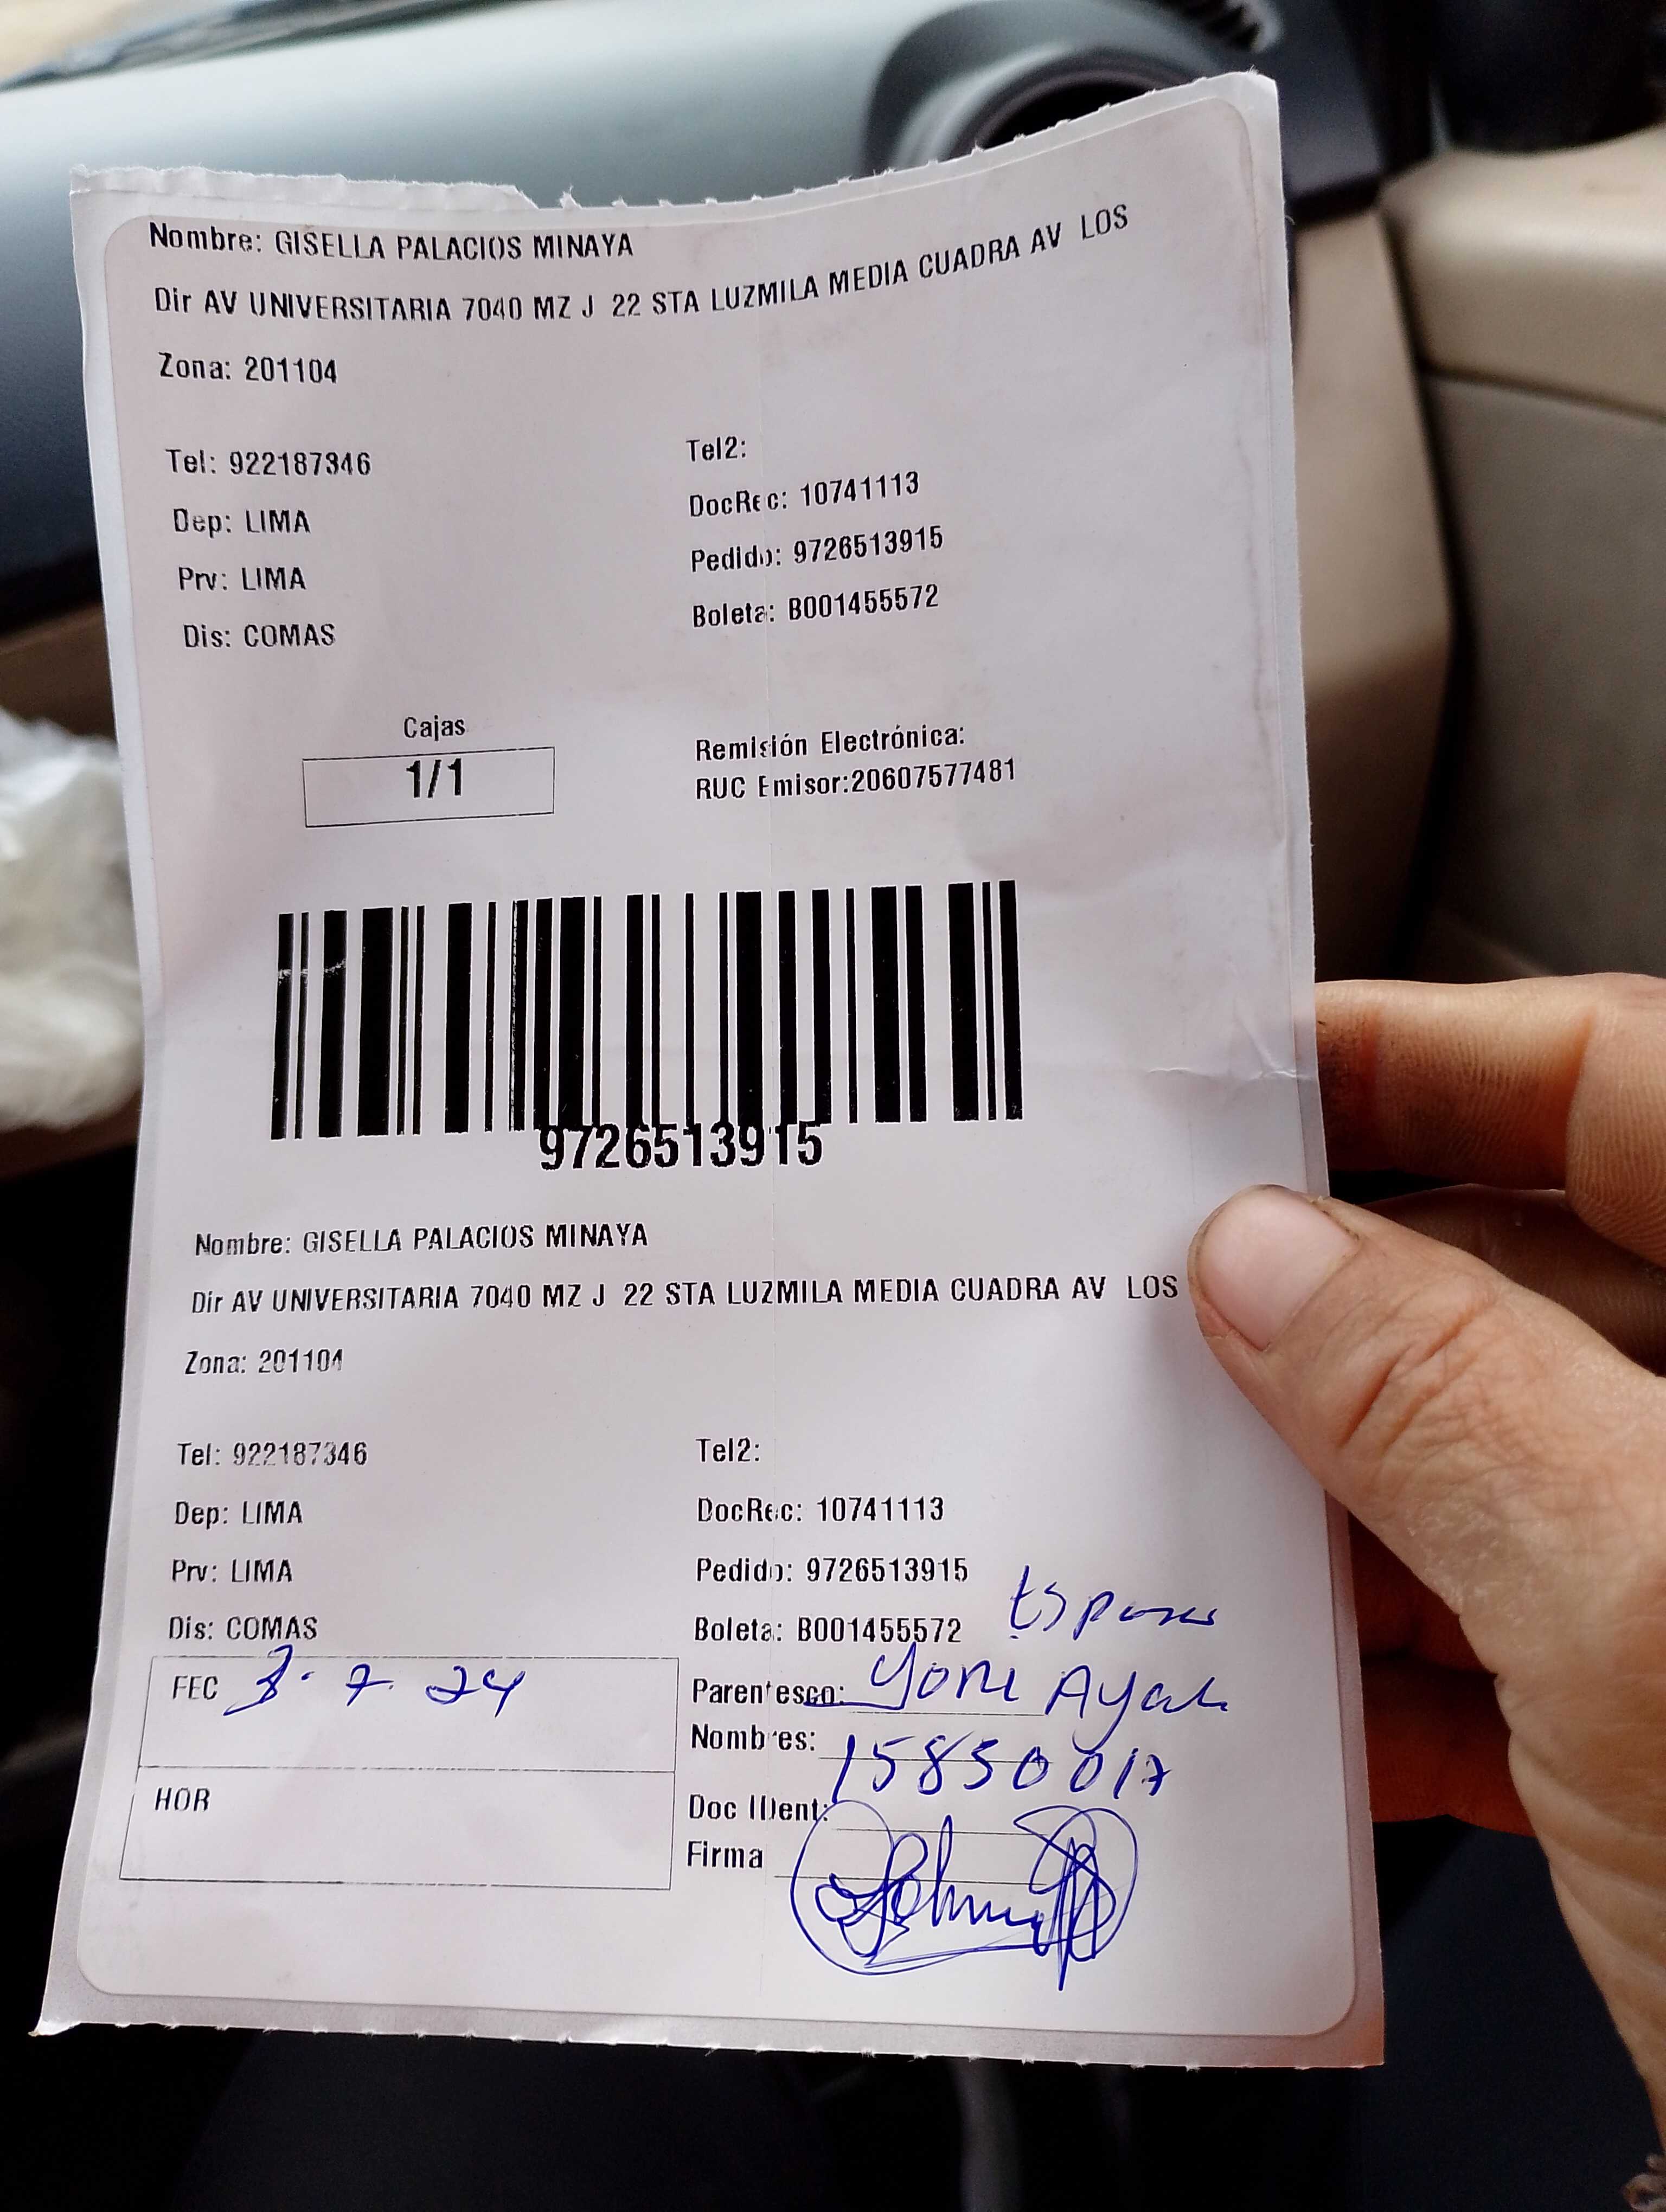 Nombre: GISELLA PALACIOS MINAYA
Dir AV UNIVERSITARIA 7040 MZ J 22 STA LUZMILA MEDIA CUADRA AV LOS
Zona: 201104
Tel: 922187346
Tel2:
Dep: LIMA
DocRec: 10741113
Prv: LIMA
Pedido: 9726513915
Dis: COMAS
Boleta: B001455572
Cajas
1/1
Remisión Electrónica:
RUC Emisor:20607577481
9726513915
Nombre: GISELLA PALACIOS MINAYA
Dir AV UNIVERSITARIA 7040 MZ J 22 STA LUZMILA MEDIA CUADRA AV LOS
Zona: 201104
Tel: 922187346
Tel2:
Dep: LIMA
DocRec: 10741113
Prv: LIMA
Pedido: 9726513915
Dis: COMAS
Boleta: B001455572
FEC 3-7-24
Parentesco: Yoni
Nombres: 15850017
HOR
Doc IDent:
Firma